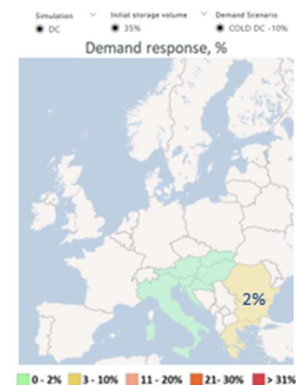 Simulation Initial storage volume Demand Scenario
DC 35% COLD DC -10%
Demand response, %
2%
0 - 2% 3 - 10% 11 - 20% 21- 30% > 31%